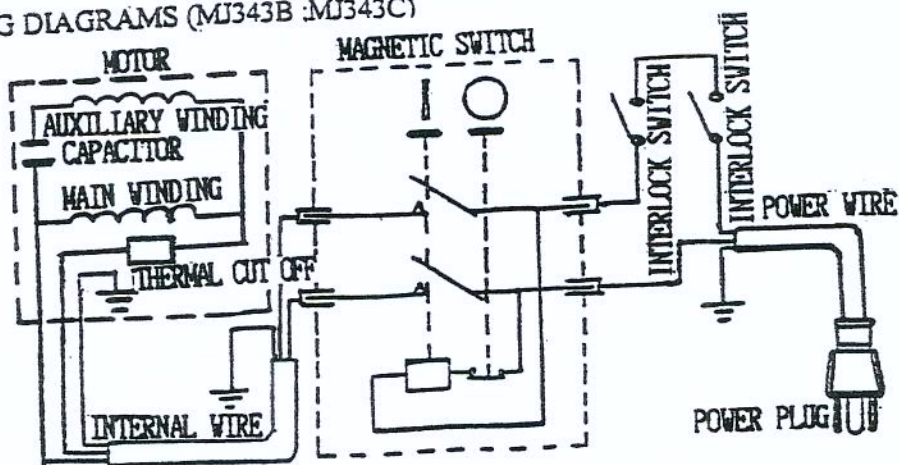 G DIAGRAMS (MJ343B ;MJ343C)
MOTOR
MAGNETIC SWITCH
AUXILIARY WINDING
CAPACITOR
MAIN WINDING
THERMAL CUT OFF
INTERNAL WIRE
INTERLOCK SWITCH
INTERLOCK SWITCH
POWER WIRE
POWER PLUG